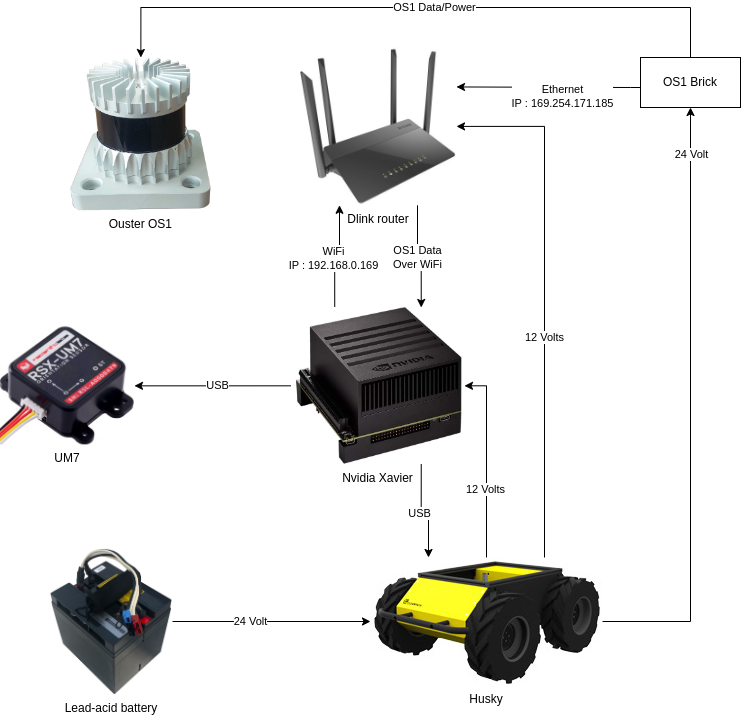 OS1 Data/Power
OS1 Brick
Ethernet
IP : 169.254.171.185
24 Volt
Ouster OS1
Dlink router
WiFi
IP : 192.168.0.169
OS1 Data
Over WiFi
12 Volts
NVIDIA
RSX-UM7
ORIENTATION SENSOR
USB
UM7
Nvidia Xavier
12 Volts
USB
24 Volt
Lead-acid battery
Husky